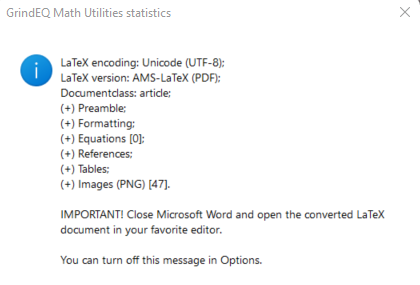 GrindEQ Math Utilities statistics
LaTeX encoding: Unicode (UTF-8);
LaTeX version: AMS-LaTeX (PDF);
Documentclass: article;
(+) Preamble;
(+) Formatting;
(+) Equations [0];
(+) References;
(+) Tables;
(+) Images (PNG) [47].
IMPORTANT! Close Microsoft Word and open the converted LaTeX
document in your favorite editor.
You can turn off this message in Options.